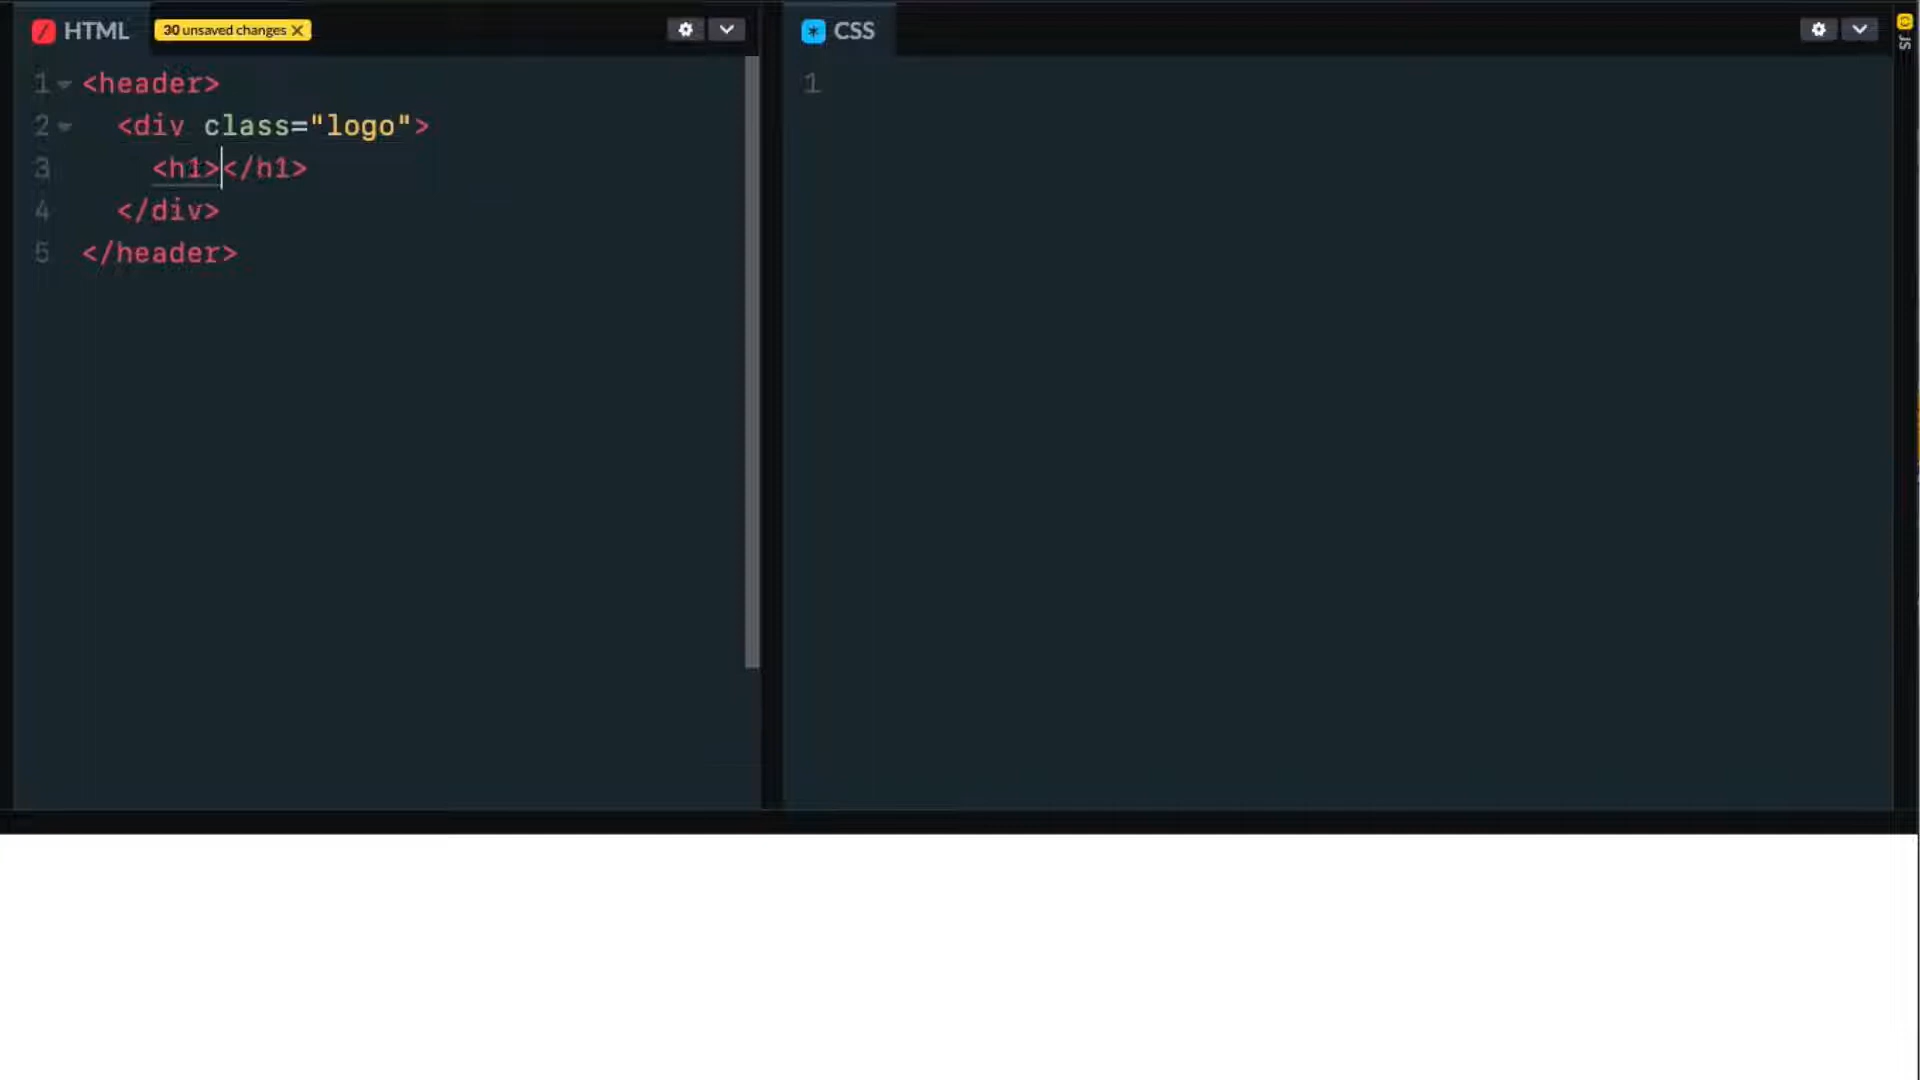 HTML 30 unsaved changes
1 <header>
2 <div class="logo">
3 <h1></h1>
4 </div>
5 </header>
CSS
1
JS